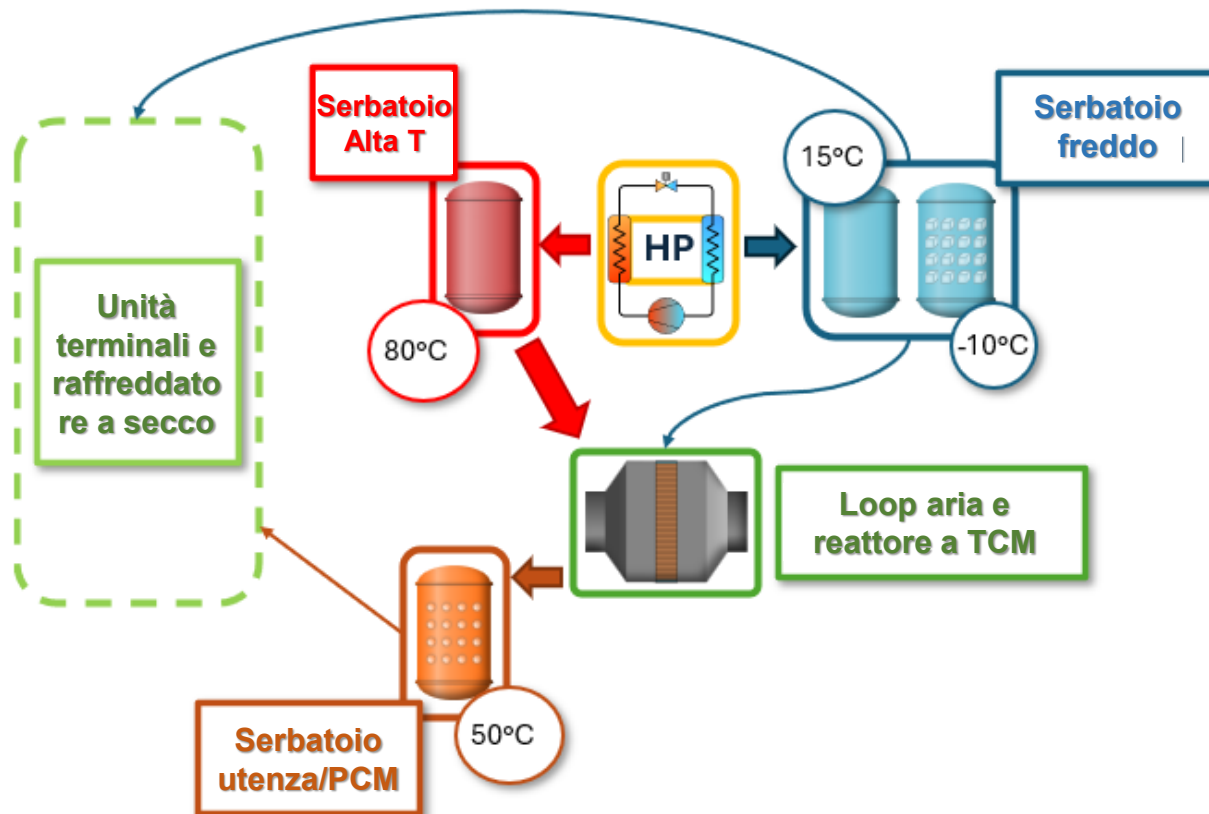 Serbatoio
Alta T
Serbatoio
freddo
15°C
HP
80°C
-10°C
Unità
terminali e
raffreddato
re a secco
Loop aria e
reattore a TCM
Serbatoio
utenza/PCM
50°C